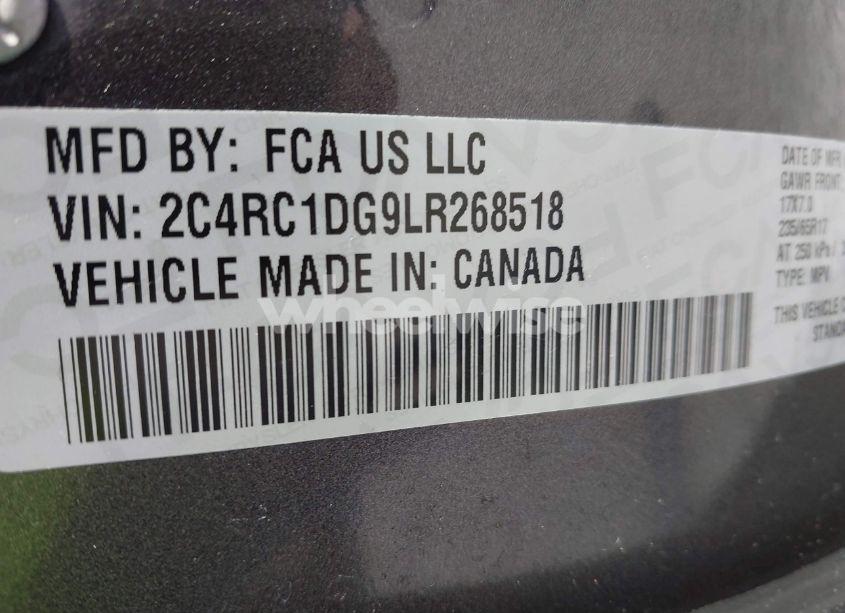 MFD BY: FCA US LLC
VIN: 2C4RC1DG9LR268518
VEHICLE MADE IN: CANADA
wheelwise
DATE OF MFR
GAWR FRONT
17X7.0
235/65R17
AT 250 kPa /
TYPE: MPV
THIS VEHICLE